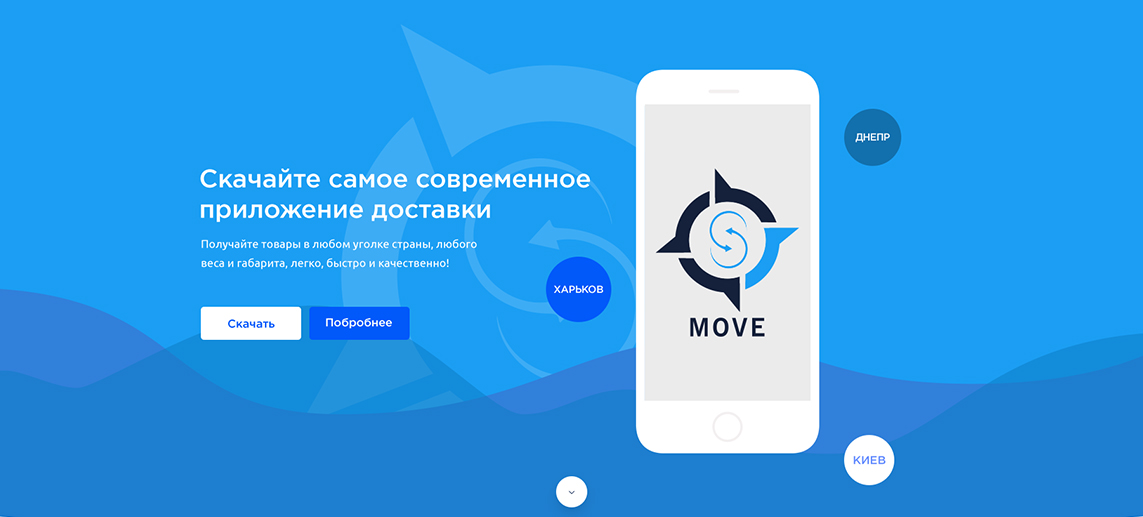 Скачайте самое современное
приложение доставки
Получайте товары в любом уголке страны, любого
веса и габарита, легко, быстро и качественно!
Скачать
Побробнее
ХАРЬКОВ
MOVE
ДНЕПР
КИЕВ